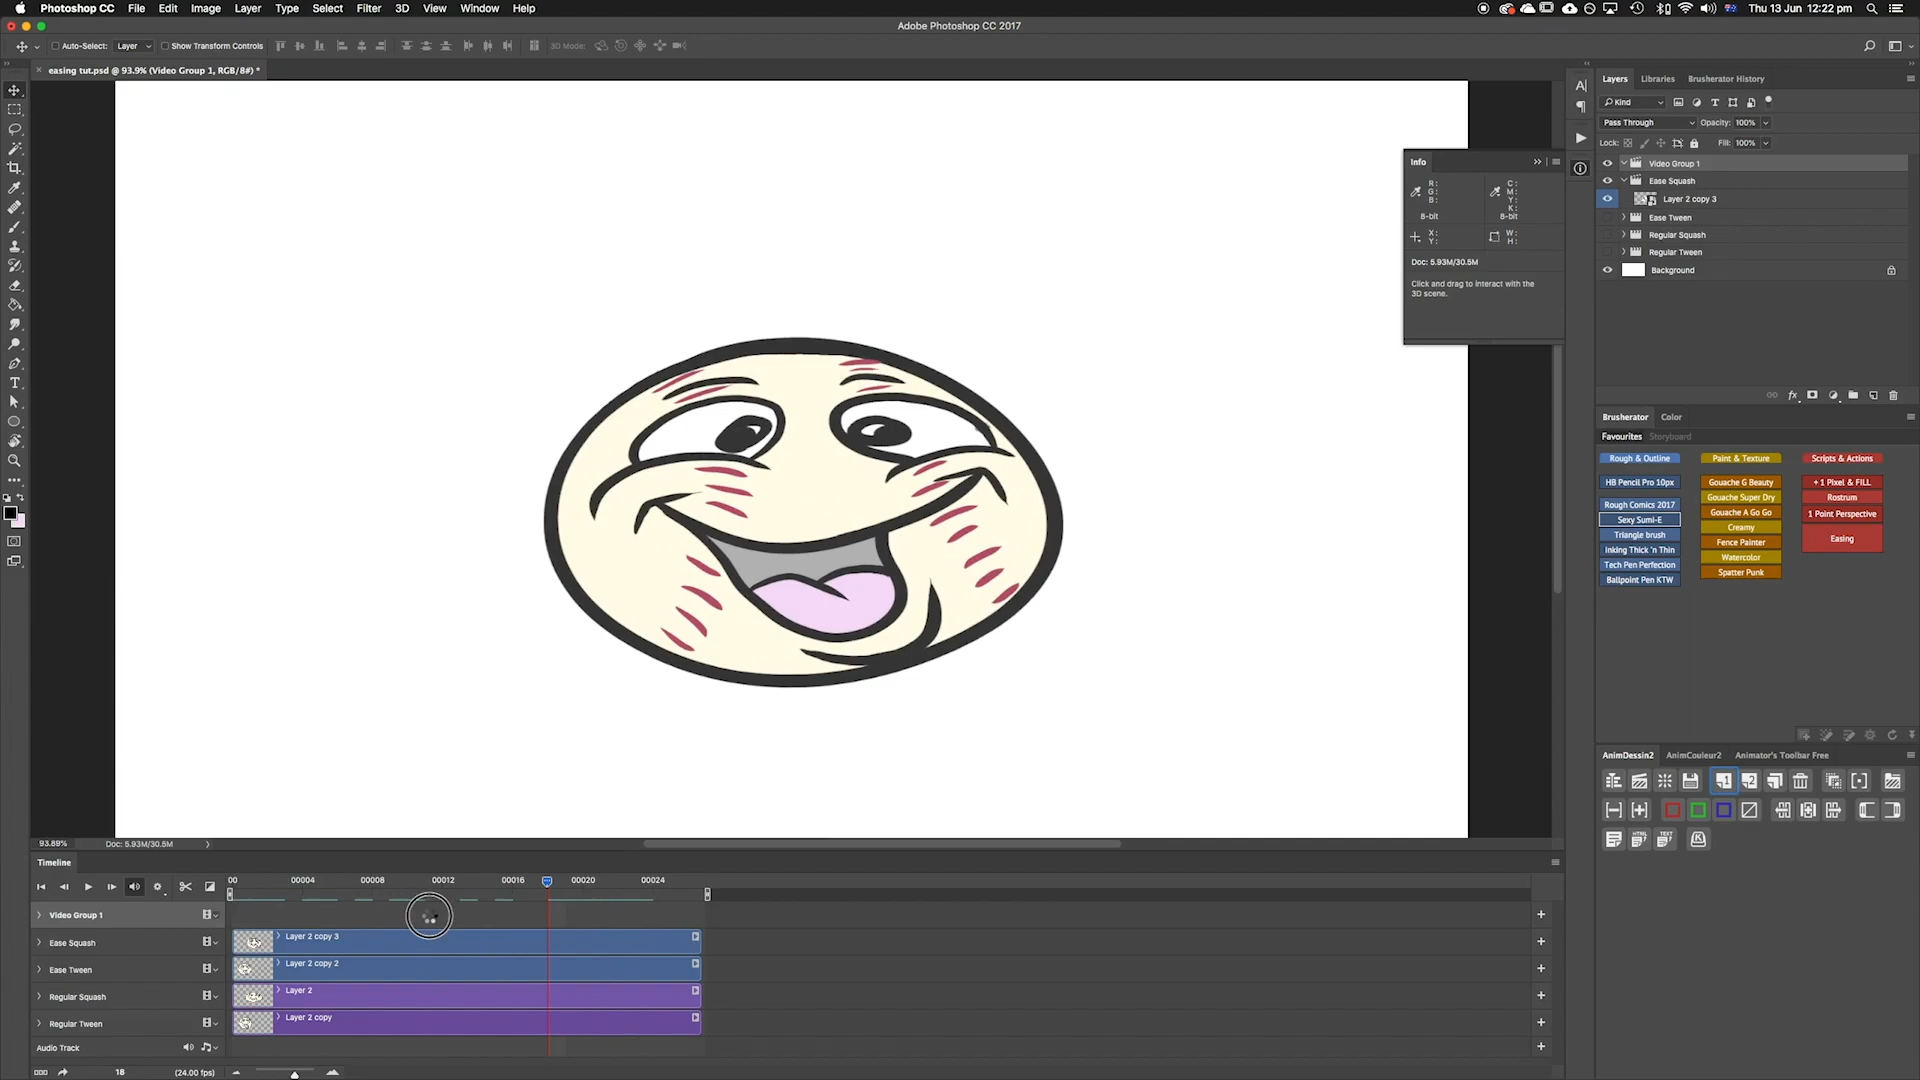 Photoshop CC File Edit Image Layer Type Select Filter 3D View Window Help
Thu 13 Jun 12:22 pm
Adobe Photoshop CC 2017
Auto-Select: Layer Show Transform Controls 3D Mode:
easing tut.psd @ 93.9% (Video Group 1, RGB/8#) *
Info
R:
G:
B:
8-bit
C:
M:
Y:
K:
8-bit
X:
Y:
W:
H:
Doc: 5.93M/30.5M
Click and drag to interact with the
3D scene.
Layers Libraries Brusherator History
Kind
Pass Through Opacity: 100%
Lock: Fill: 100%
Video Group 1
Ease Squash
Layer 2 copy 3
Ease Tween
Regular Squash
Regular Tween
Background
Brusherator Color
Favourites Storyboard
Rough & Outline Paint & Texture Scripts & Actions
HB Pencil Pro 10px Gouache G Beauty + 1 Pixel & FILL
Rough Comics 2017 Gouache Super Dry Rostrum
Sexy Sumi-E Gouache A Go Go 1 Point Perspective
Triangle brush Creamy Easing
Inking Thick 'n Thin Fence Painter
Tech Pen Perfection Watercolor
Ballpoint Pen KTW Spatter Punk
AnimDessin2 AnimCouleur2 Animator's Toolbar Free
93.89% Doc: 5.93M/30.5M
Timeline
00 00004 00008 00012 00016 00020 00024
Video Group 1
Ease Squash Layer 2 copy 3
Ease Tween Layer 2 copy 2
Regular Squash Layer 2
Regular Tween Layer 2 copy
Audio Track
18 (24.00 fps)